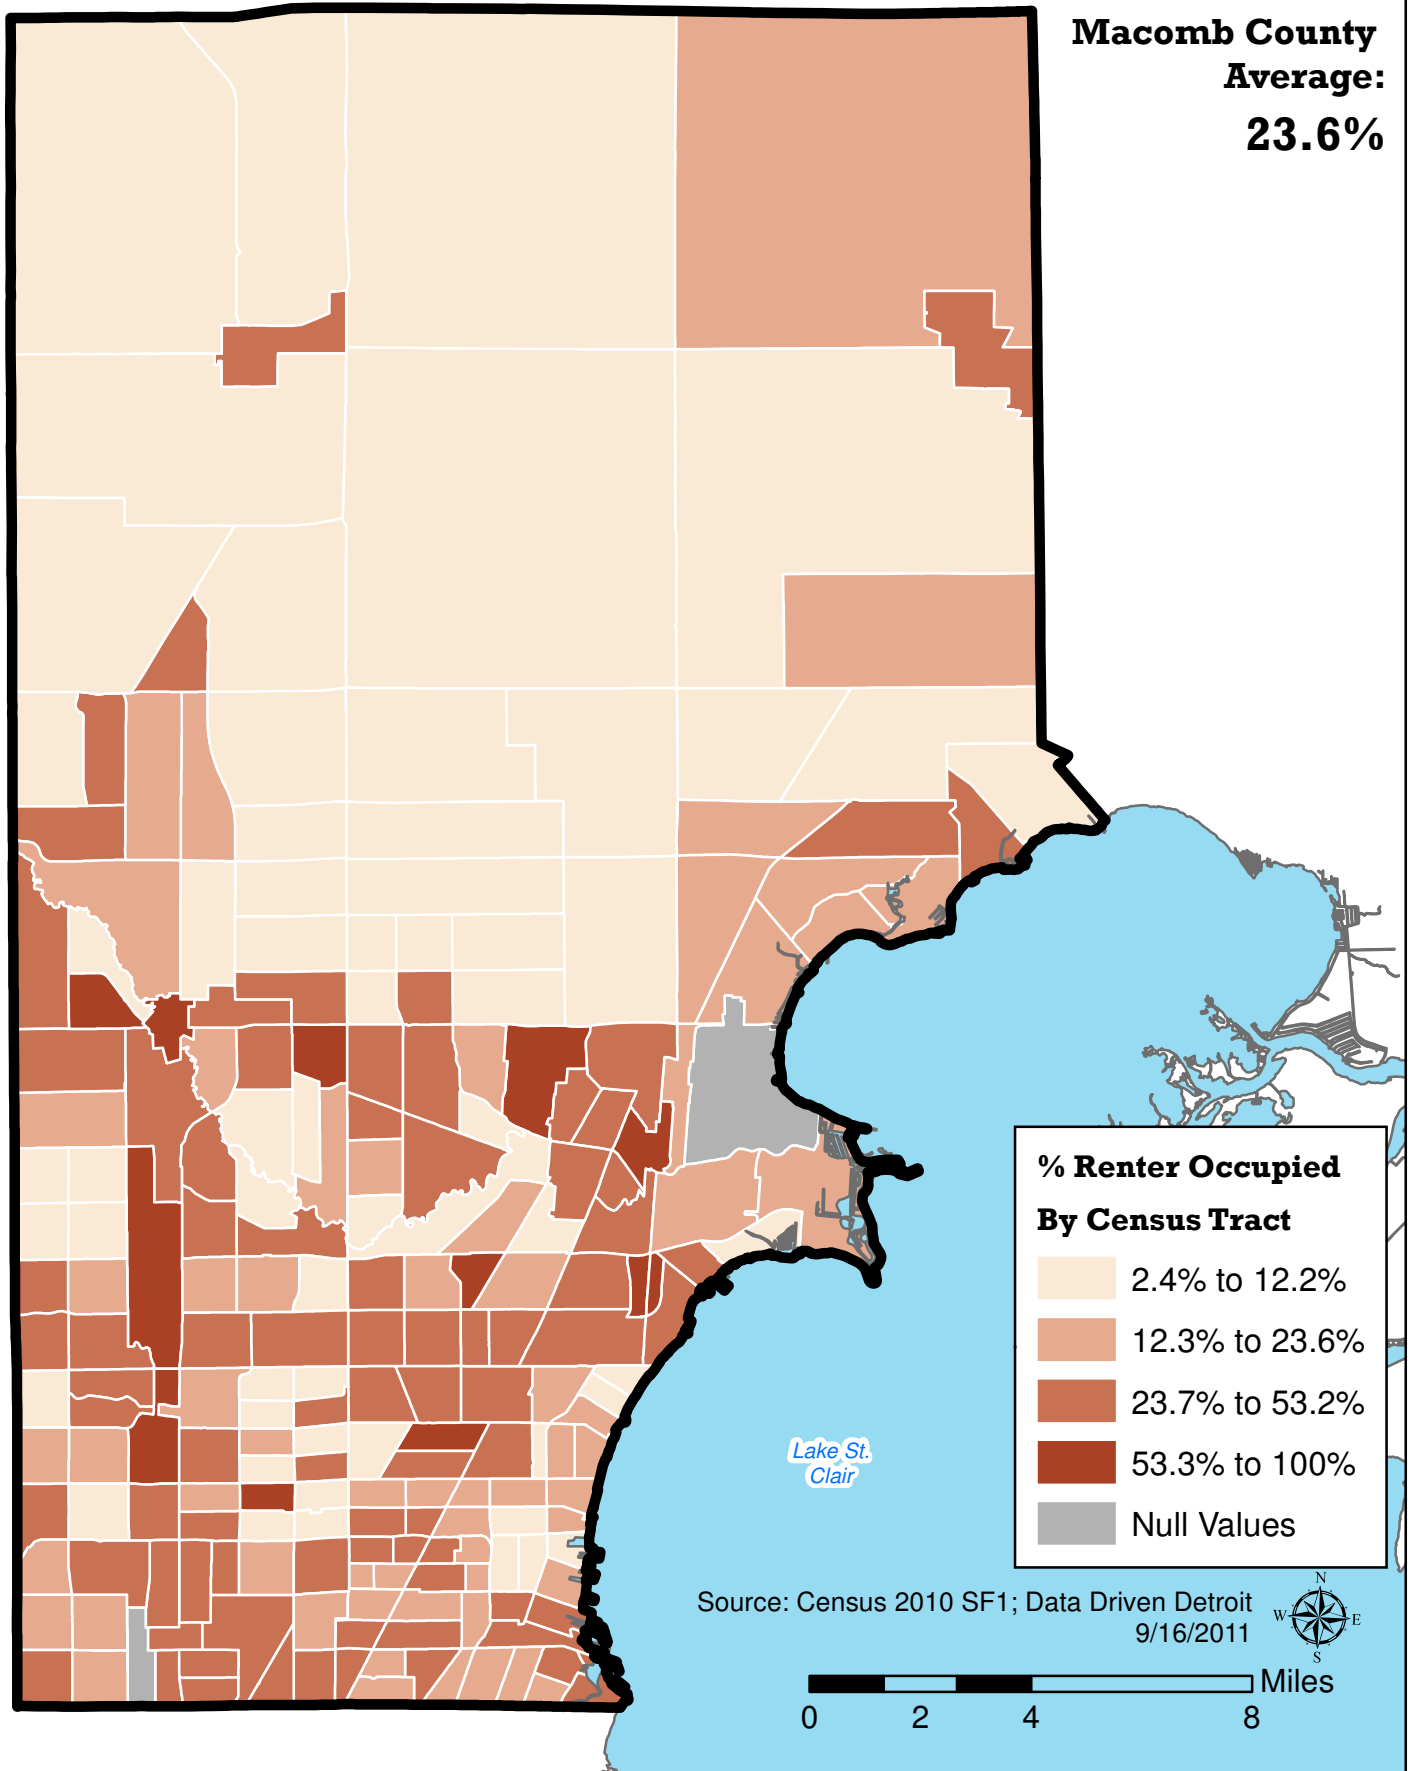 Macomb County
Average:
23.6%
% Renter Occupied
By Census Tract
2.4% to 12.2%
12.3% to 23.6%
23.7% to 53.2%
53.3% to 100%
Null Values
Lake St.
Clair
Source: Census 2010 SF1; Data Driven Detroit
9/16/2011
N
W E
S
Miles
0 2 4 8